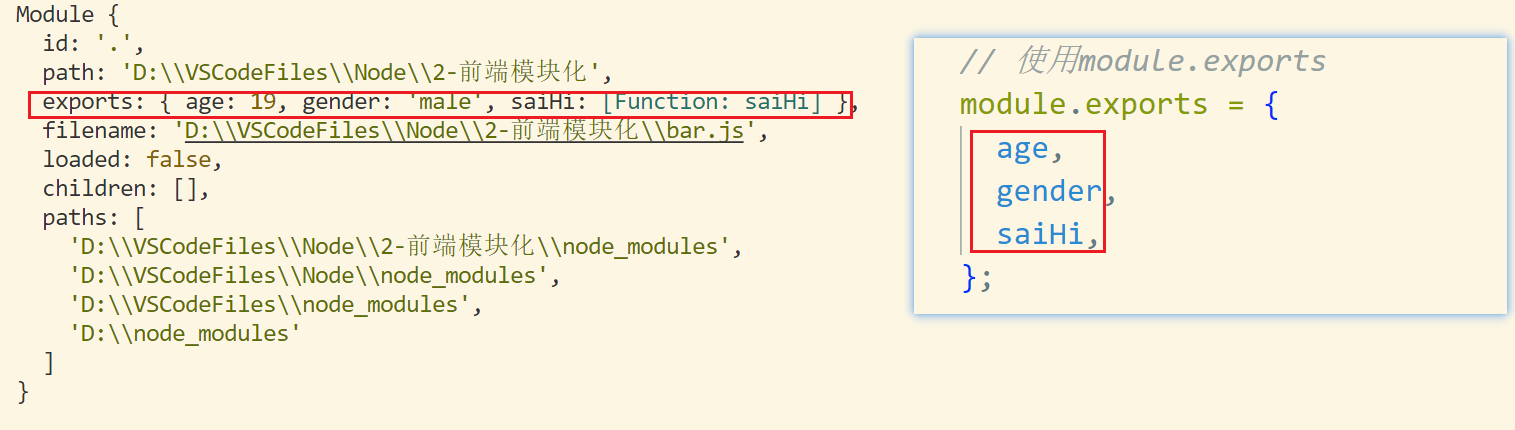 Module {
  id: '.',
  path: 'D:\\VSCodeFiles\\Node\\2-前端模块化',
  exports: { age: 19, gender: 'male', saiHi: [Function: saiHi] },
  filename: 'D:\\VSCodeFiles\\Node\\2-前端模块化\\bar.js',
  loaded: false,
  children: [],
  paths: [
    'D:\\VSCodeFiles\\Node\\2-前端模块化\\node_modules',
    'D:\\VSCodeFiles\\Node\\node_modules',
    'D:\\VSCodeFiles\\node_modules',
    'D:\\node_modules'
  ]
}
// 使用module.exports
module.exports = {
  age,
  gender,
  saiHi,
};